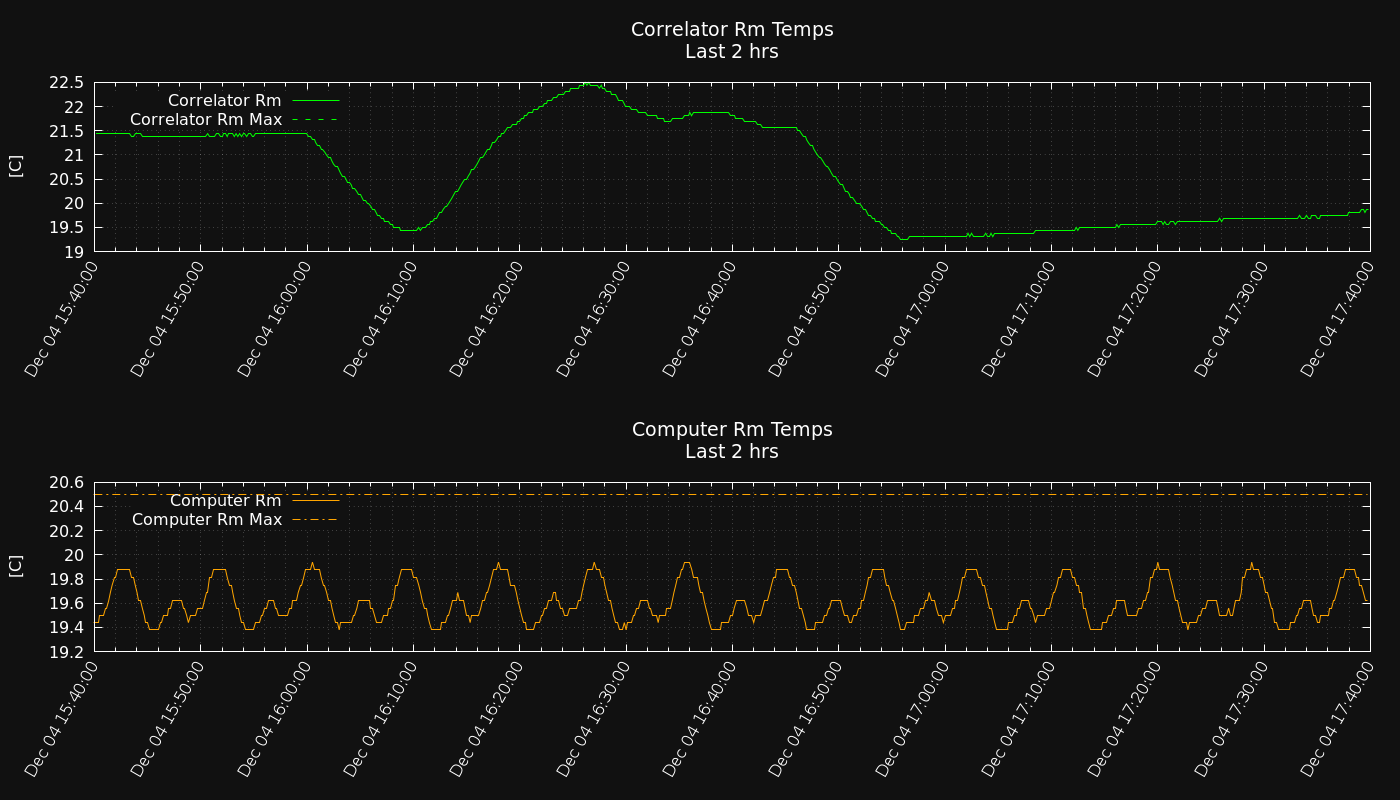 Correlator Rm Temps
Last 2 hrs
[C]
22.5
22
21.5
21
20.5
20
19.5
19
Correlator Rm
Correlator Rm Max
Dec 04 15:40:00
Dec 04 15:50:00
Dec 04 16:00:00
Dec 04 16:10:00
Dec 04 16:20:00
Dec 04 16:30:00
Dec 04 16:40:00
Dec 04 16:50:00
Dec 04 17:00:00
Dec 04 17:10:00
Dec 04 17:20:00
Dec 04 17:30:00
Dec 04 17:40:00
Computer Rm Temps
Last 2 hrs
[C]
20.6
20.4
20.2
20
19.8
19.6
19.4
19.2
Computer Rm
Computer Rm Max
Dec 04 15:40:00
Dec 04 15:50:00
Dec 04 16:00:00
Dec 04 16:10:00
Dec 04 16:20:00
Dec 04 16:30:00
Dec 04 16:40:00
Dec 04 16:50:00
Dec 04 17:00:00
Dec 04 17:10:00
Dec 04 17:20:00
Dec 04 17:30:00
Dec 04 17:40:00